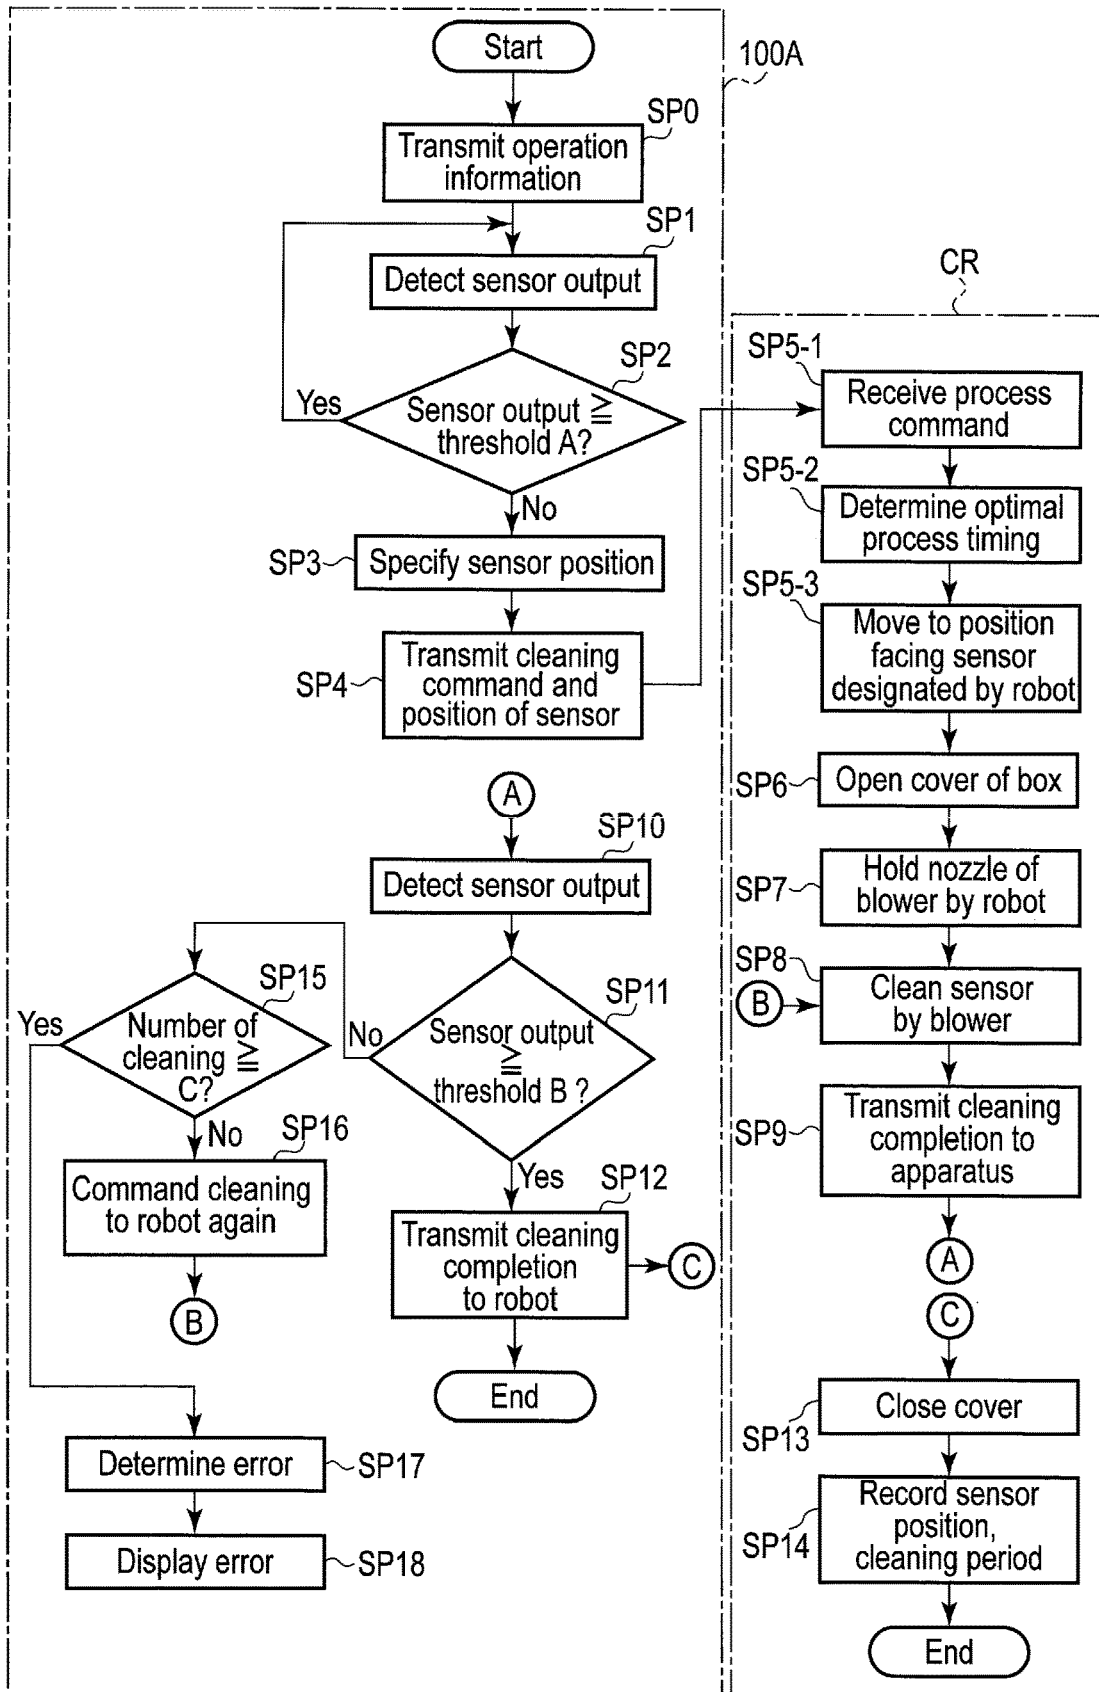 Start
100A
SP0
Transmit operation
information
SP1
Detect sensor output
SP2
Yes
Sensor output ≧
threshold A?
No
SP3
Specify sensor position
SP4
Transmit cleaning
command and
position of sensor
A
SP10
Detect sensor output
SP11
Sensor output
≧
threshold B ?
No
Yes
SP15
Number of
cleaning ≧
C?
Yes
No
SP16
Command cleaning
to robot again
B
SP12
Transmit cleaning
completion
to robot
C
End
Determine error
SP17
Display error
SP18
CR
SP5-1
Receive process
command
SP5-2
Determine optimal
process timing
SP5-3
Move to position
facing sensor
designated by robot
SP6
Open cover of box
SP7
Hold nozzle of
blower by robot
SP8
B
Clean sensor
by blower
SP9
Transmit cleaning
completion to
apparatus
A
C
Close cover
SP13
Record sensor
position,
cleaning period
SP14
End